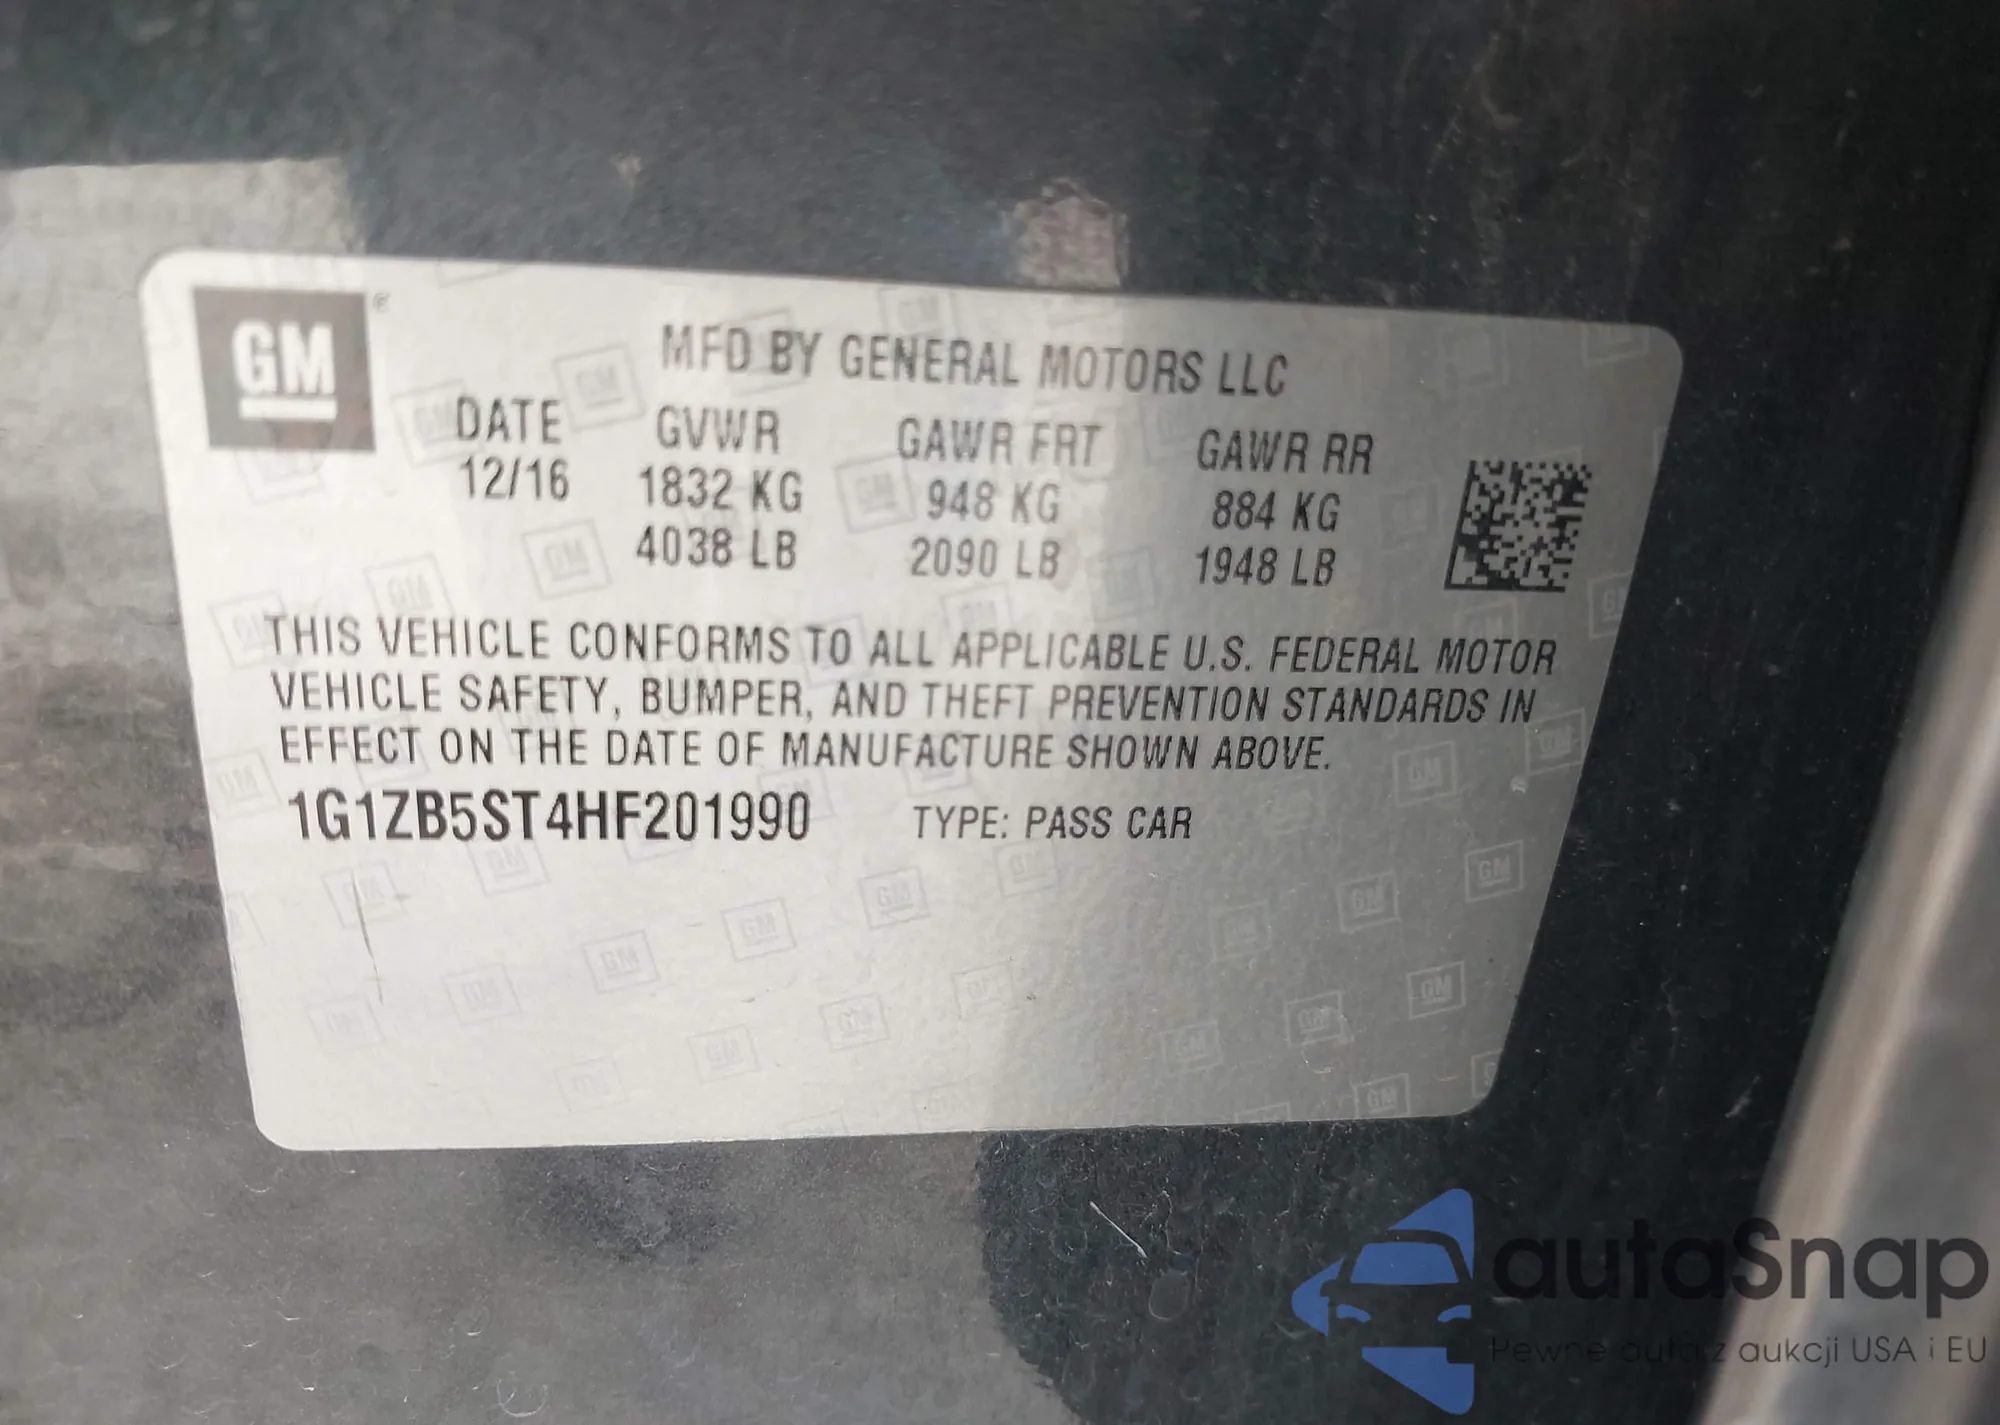 GM ®
MFD BY GENERAL MOTORS LLC
DATE GVWR GAWR FRT GAWR RR
12/16 1832 KG 948 KG 884 KG
4038 LB 2090 LB 1948 LB
THIS VEHICLE CONFORMS TO ALL APPLICABLE U.S. FEDERAL MOTOR
VEHICLE SAFETY, BUMPER, AND THEFT PREVENTION STANDARDS IN
EFFECT ON THE DATE OF MANUFACTURE SHOWN ABOVE.
1G1ZB5ST4HF201990 TYPE: PASS CAR
autaSnap
Pewne auta z aukcji USA i EU